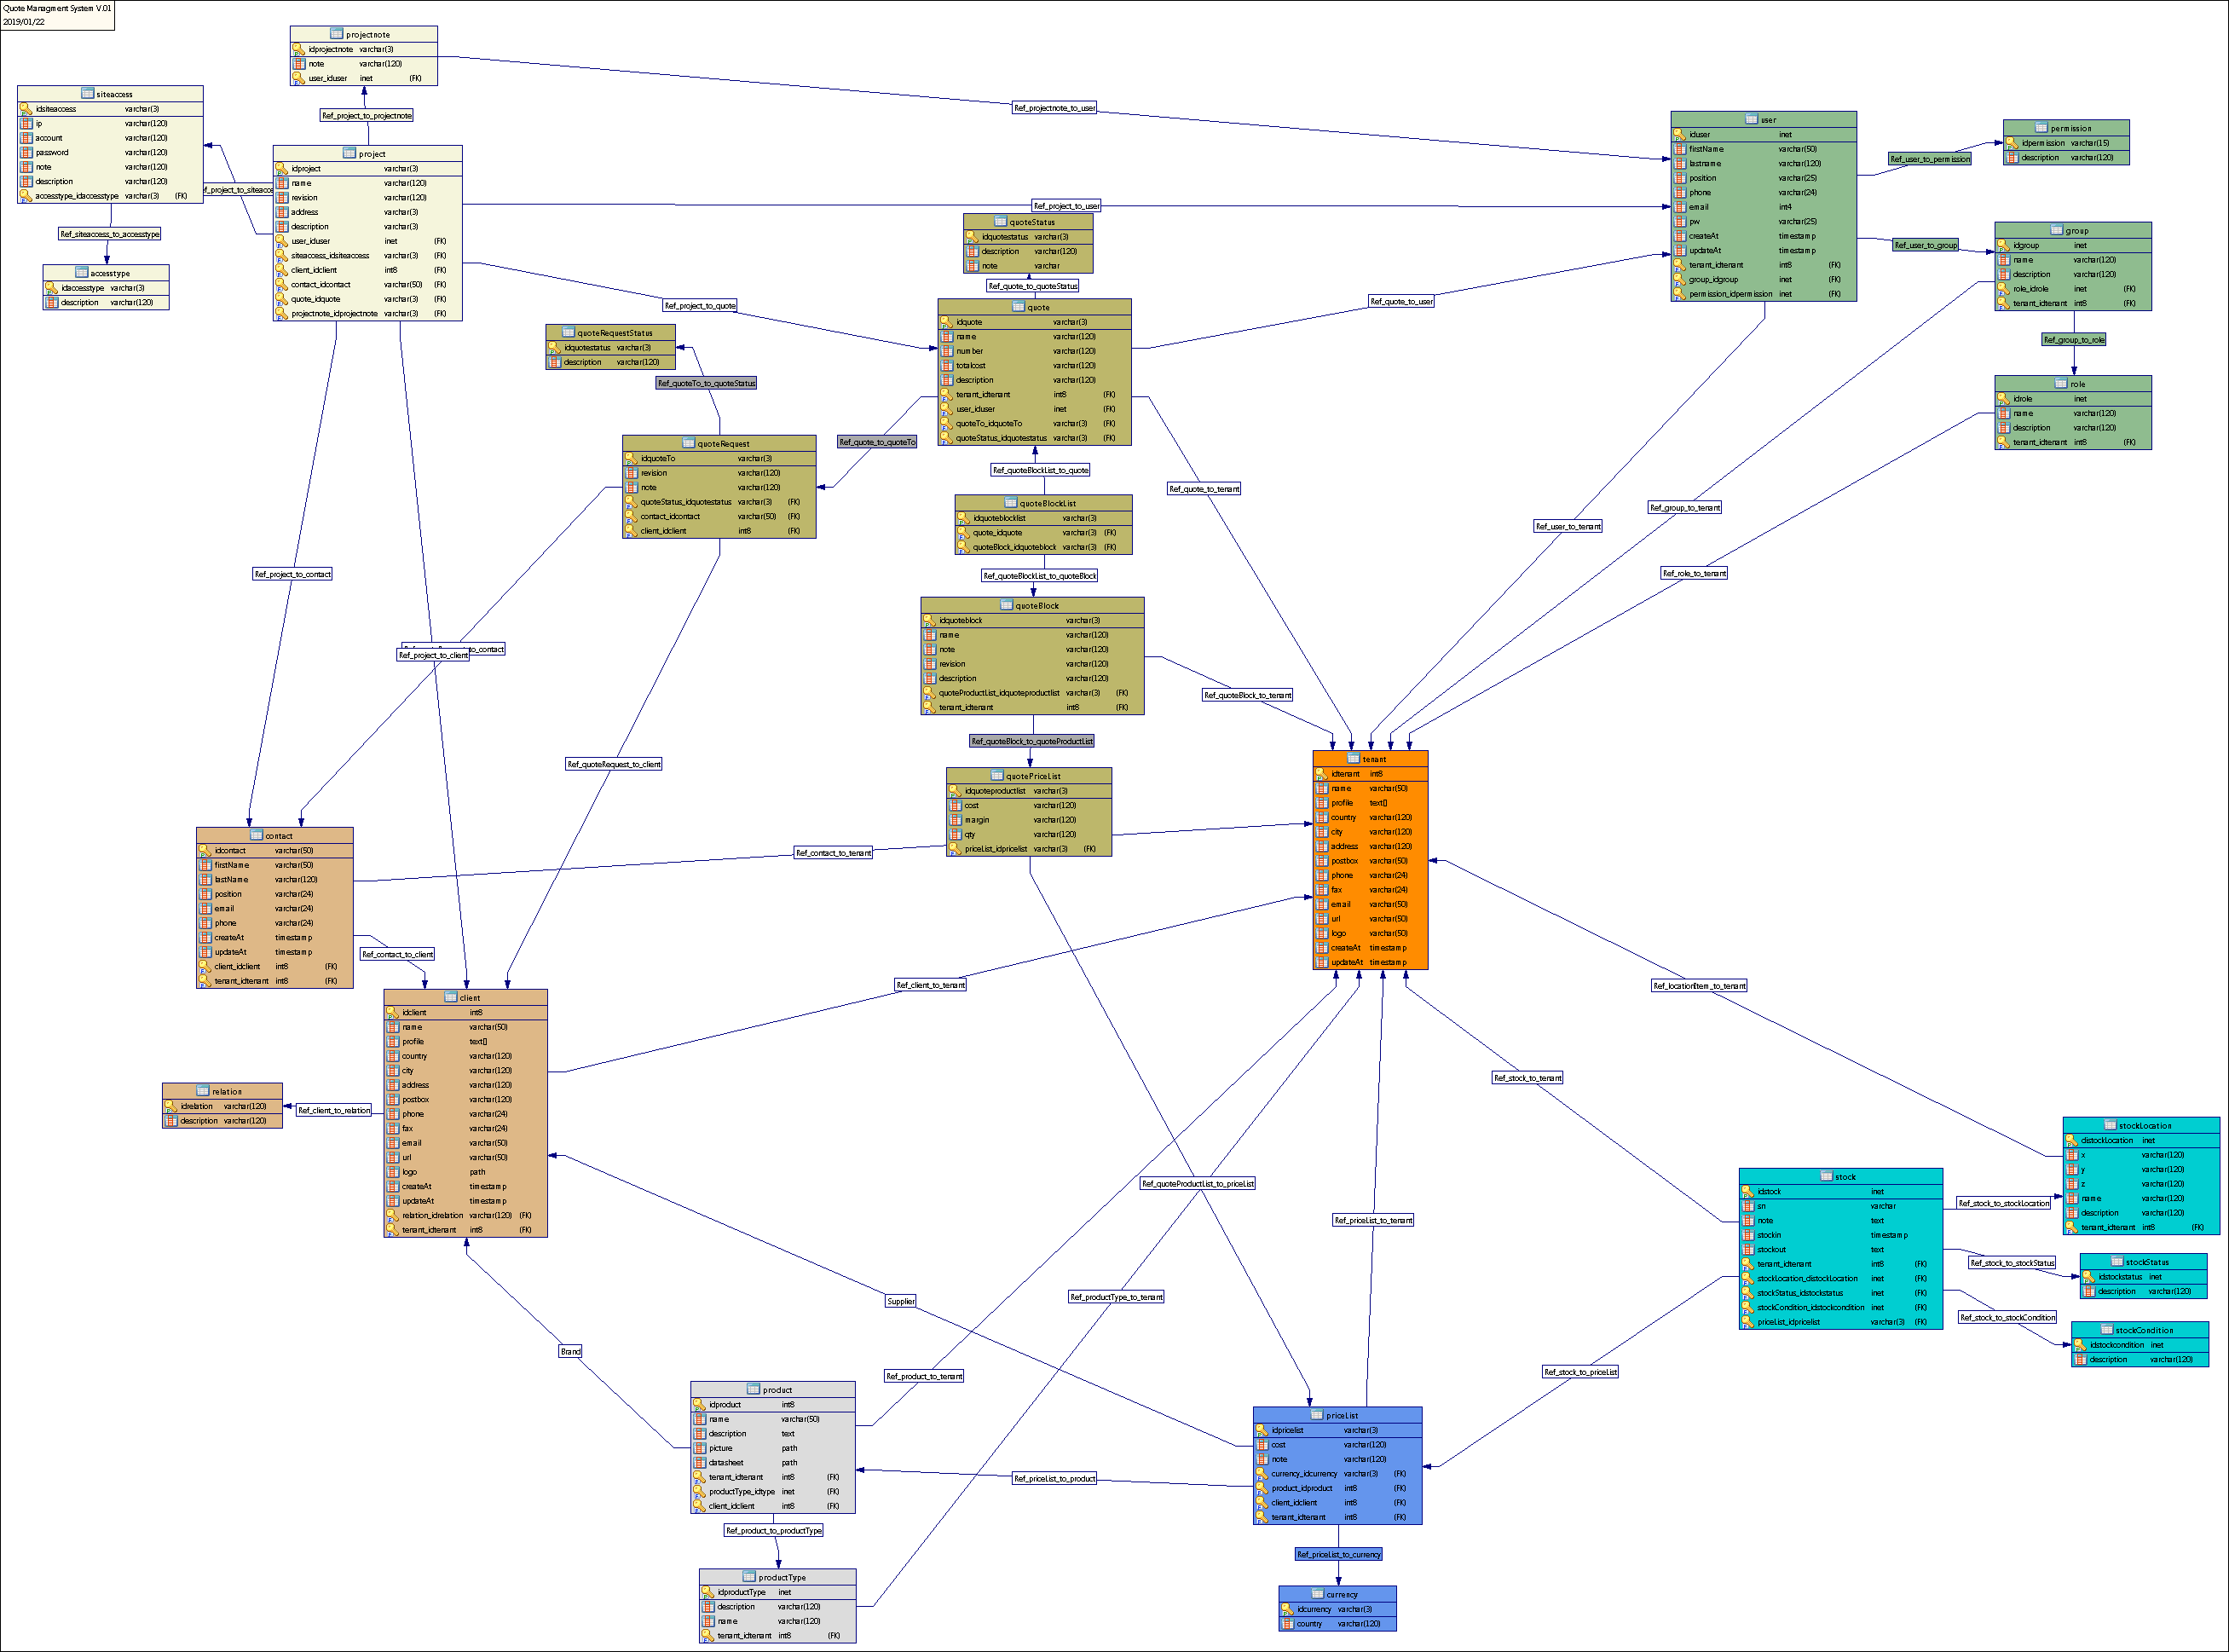 Quote Managment System V.01
2019/01/22
projectnote
idprojectnote varchar(3)
note varchar(120)
user_iduser inet (FK)
Ref_project_to_projectnote
Ref_projectnote_to_user
siteaccess
idsiteaccess varchar(3)
ip varchar(120)
account varchar(120)
password varchar(120)
note varchar(120)
description varchar(120)
accesstype_idaccesstype varchar(3) (FK)
Ref_siteaccess_to_accesstype
accesstype
idaccesstype varchar(3)
description varchar(120)
ef_project_to_siteacce
project
idproject varchar(3)
name varchar(120)
revision varchar(120)
address varchar(3)
description varchar(3)
user_iduser inet (FK)
siteaccess_idsiteaccess varchar(3) (FK)
client_idclient int8 (FK)
contact_idcontact varchar(50) (FK)
quote_idquote varchar(3) (FK)
projectnote_idprojectnote varchar(3) (FK)
Ref_project_to_user
Ref_project_to_quote
user
iduser inet
firstName varchar(50)
lastname varchar(120)
position varchar(25)
phone varchar(24)
email int4
pw varchar(25)
createAt timestamp
updateAt timestamp
tenant_idtenant int8 (FK)
group_idgroup inet (FK)
permission_idpermission inet (FK)
Ref_user_to_permission
permission
idpermission varchar(15)
description varchar(120)
Ref_user_to_group
group
idgroup inet
name varchar(120)
description varchar(120)
role_idrole inet (FK)
tenant_idtenant int8 (FK)
Ref_group_to_role
role
idrole inet
name varchar(120)
description varchar(120)
tenant_idtenant int8 (FK)
quoteStatus
idquotestatus varchar(3)
description varchar(120)
note varchar
Ref_quote_to_quoteStatus
Ref_quote_to_user
quote
idquote varchar(3)
name varchar(120)
number varchar(120)
totalcost varchar(120)
description varchar(120)
tenant_idtenant int8 (FK)
user_iduser inet (FK)
quoteTo_idquoteTo varchar(3) (FK)
quoteStatus_idquotestatus varchar(3) (FK)
quoteRequestStatus
idquotestatus varchar(3)
description varchar(120)
Ref_quoteTo_to_quoteStatus
Ref_quote_to_quoteTo
quoteRequest
idquoteTo varchar(3)
revision varchar(120)
note varchar(120)
quoteStatus_idquotestatus varchar(3) (FK)
contact_idcontact varchar(50) (FK)
client_idclient int8 (FK)
Ref_quoteBlockList_to_quote
Ref_quote_to_tenant
quoteBlockList
idquoteblocklist varchar(3)
quote_idquote varchar(3) (FK)
quoteBlock_idquoteblock varchar(3) (FK)
Ref_group_to_tenant
Ref_user_to_tenant
Ref_role_to_tenant
Ref_project_to_contact
Ref_quoteBlockList_to_quoteBlock
quoteBlock
idquoteblock varchar(3)
name varchar(120)
note varchar(120)
revision varchar(120)
description varchar(120)
quoteProductList_idquoteproductlist varchar(3) (FK)
tenant_idtenant int8 (FK)
to_contact
Ref_project_to_client
Ref_quoteBlock_to_tenant
Ref_quoteBlock_to_quoteProductList
Ref_quoteRequest_to_client
quotePriceList
idquoteproductlist varchar(3)
cost varchar(120)
margin varchar(120)
qty varchar(120)
priceList_idpricelist varchar(3) (FK)
tenant
idtenant int8
name varchar(50)
profile text[]
country varchar(120)
city varchar(120)
address varchar(120)
postbox varchar(50)
phone varchar(24)
fax varchar(24)
email varchar(50)
url varchar(50)
logo varchar(50)
createAt timestamp
updateAt timestamp
contact
idcontact varchar(50)
firstName varchar(50)
lastName varchar(120)
position varchar(24)
email varchar(24)
phone varchar(24)
createAt timestamp
updateAt timestamp
client_idclient int8 (FK)
tenant_idtenant int8 (FK)
Ref_contact_to_tenant
Ref_contact_to_client
Ref_client_to_tenant
Ref_locationItem_to_tenant
client
idclient int8
name varchar(50)
profile text[]
country varchar(120)
city varchar(120)
address varchar(120)
postbox varchar(120)
phone varchar(24)
fax varchar(24)
email varchar(50)
url varchar(50)
logo path
createAt timestamp
updateAt timestamp
relation_idrelation varchar(120) (FK)
tenant_idtenant int8 (FK)
relation
idrelation varchar(120)
description varchar(120)
Ref_client_to_relation
Ref_stock_to_tenant
Ref_quoteProductList_to_priceList
Ref_priceList_to_tenant
stockLocation
distockLocation inet
x varchar(120)
y varchar(120)
z varchar(120)
name varchar(120)
description varchar(120)
tenant_idtenant int8 (FK)
stock
idstock inet
sn varchar
note text
stockin timestamp
stockout text
tenant_idtenant int8 (FK)
stockLocation_distockLocation inet (FK)
stockStatus_idstockstatus inet (FK)
stockCondition_idstockcondition inet (FK)
priceList_idpricelist varchar(3) (FK)
Ref_stock_to_stockLocation
Ref_stock_to_stockStatus
stockStatus
idstockstatus inet
description varchar(120)
Ref_stock_to_stockCondition
stockCondition
idstockcondition inet
description varchar(120)
Supplier
Ref_productType_to_tenant
Brand
Ref_product_to_tenant
Ref_stock_to_priceList
product
idproduct int8
name varchar(50)
description text
picture path
datasheet path
tenant_idtenant int8 (FK)
productType_idtype inet (FK)
client_idclient int8 (FK)
Ref_priceList_to_product
priceList
idpricelist varchar(3)
cost varchar(120)
note varchar(120)
currency_idcurrency varchar(3) (FK)
product_idproduct int8 (FK)
client_idclient int8 (FK)
tenant_idtenant int8 (FK)
Ref_product_to_productType
Ref_priceList_to_currency
productType
idproductType inet
description varchar(120)
name varchar(120)
tenant_idtenant int8 (FK)
currency
idcurrency varchar(3)
country varchar(120)